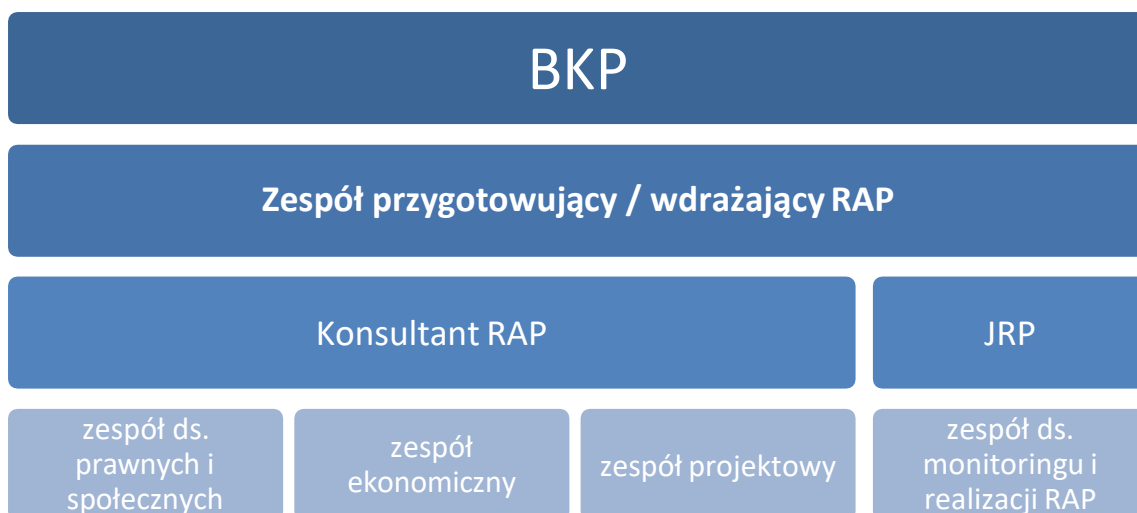 BKP
Zespół przygotowujący / wdrażający RAP
Konsultant RAP
JRP
zespół ds.
prawnych i
społecznych
zespół
ekonomiczny
zespół projektowy
zespół ds.
monitoringu i
realizacji RAP